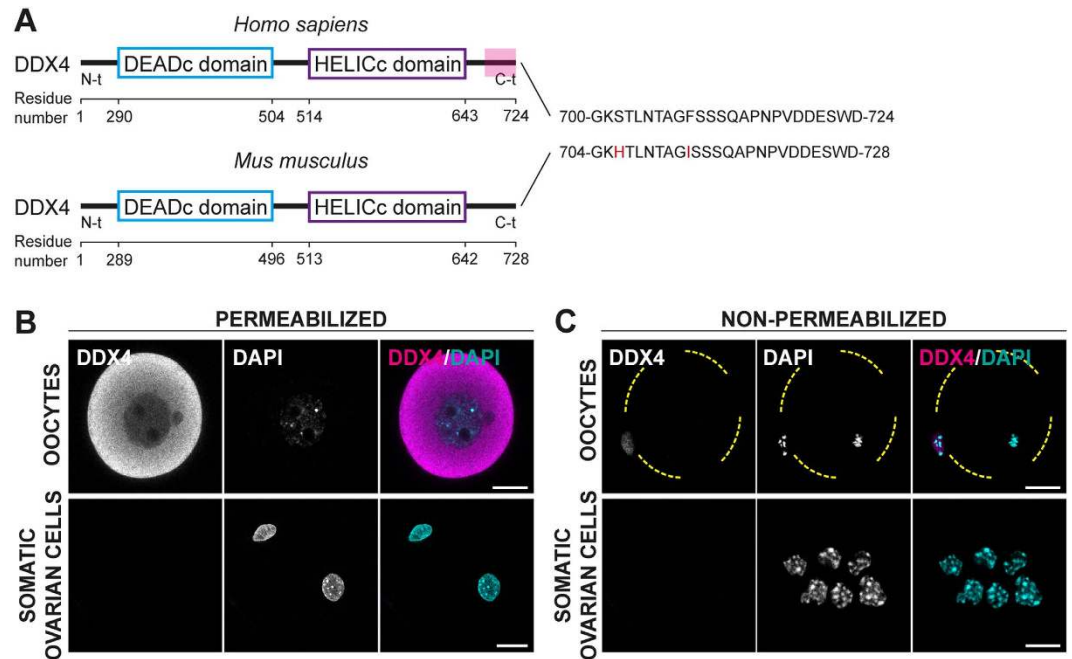 A
Homo sapiens
DDX4
DEADc domain
HELICc domain
N-t
C-t
Residue
number
1 290 504 514 643 724
700-GKSTLNTAGFSSSQAPNPVDDESWD-724
704-GKHTLNTAGISSSQAPNPVDDESWD-728
Mus musculus
DDX4
DEADc domain
HELICc domain
N-t
C-t
Residue
number
1 289 496 513 642 728
B
PERMEABILIZED
DDX4
DAPI
DDX4/DAPI
OOCYTES
SOMATIC
OVARIAN CELLS
C
NON-PERMEABILIZED
DDX4
DAPI
DDX4/DAPI
OOCYTES
SOMATIC
OVARIAN CELLS